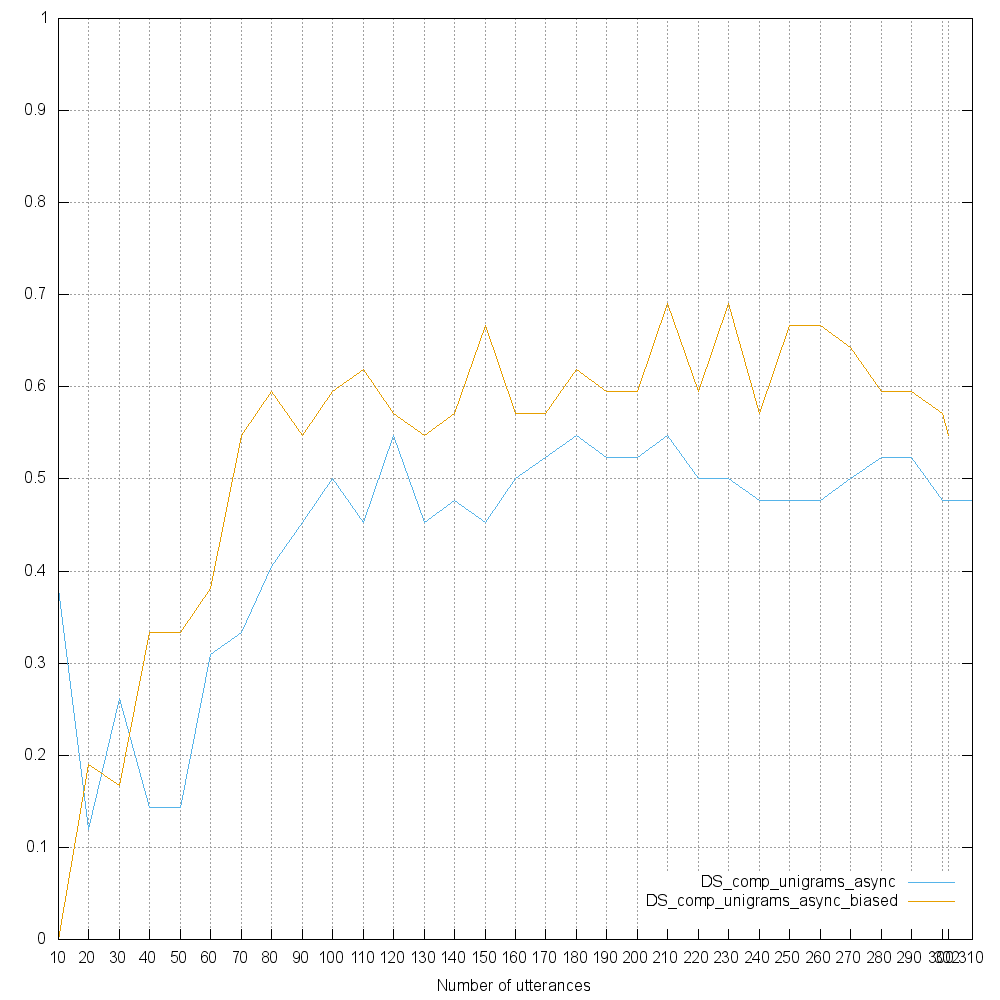 1
0.9
0.8
0.7
0.6
0.5
0.4
0.3
0.2
0.1
0
DS_comp_unigrams_async
DS_comp_unigrams_async_biased
10 20 30 40 50 60 70 80 90 100 110 120 130 140 150 160 170 180 190 200 210 220 230 240 250 260 270 280 290 300 302 310
Number of utterances